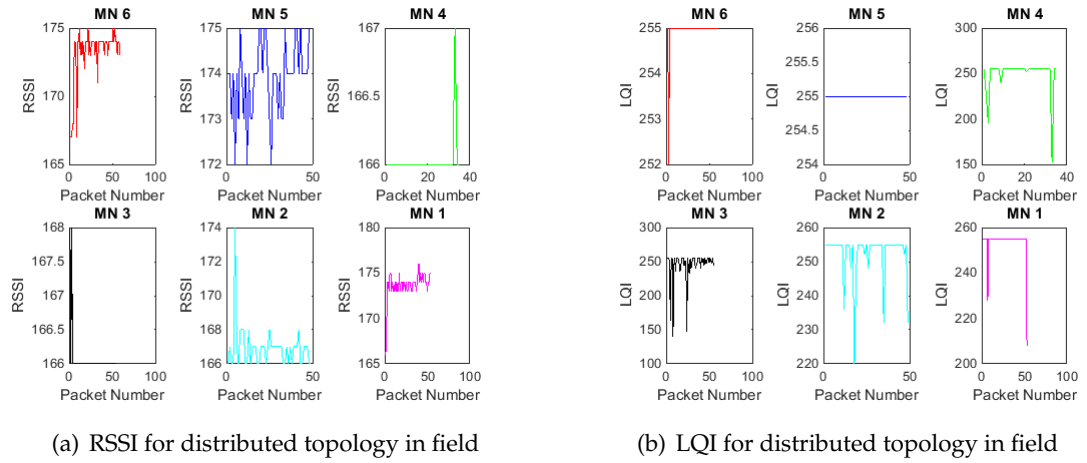 MN 6 MN 5 MN 4
175
170
165
RSSI
0 50 100
Packet Number
175
174
173
172
RSSI
0 50
Packet Number
167
166.5
166
RSSI
0 20 40
Packet Number
MN 3 MN 2 MN 1
168
167.5
167
166.5
166
RSSI
0 50 100
Packet Number
174
172
170
168
166
RSSI
0 50
Packet Number
180
175
170
165
RSSI
0 50 100
Packet Number
(a) RSSI for distributed topology in field
MN 6 MN 5 MN 4
255
254
253
252
LQI
0 50 100
Packet Number
256
255.5
255
254.5
254
LQI
0 50
Packet Number
300
250
200
150
LQI
0 20 40
Packet Number
MN 3 MN 2 MN 1
300
250
200
150
100
LQI
0 50 100
Packet Number
260
250
240
230
220
LQI
0 50
Packet Number
260
240
220
200
LQI
0 50 100
Packet Number
(b) LQI for distributed topology in field